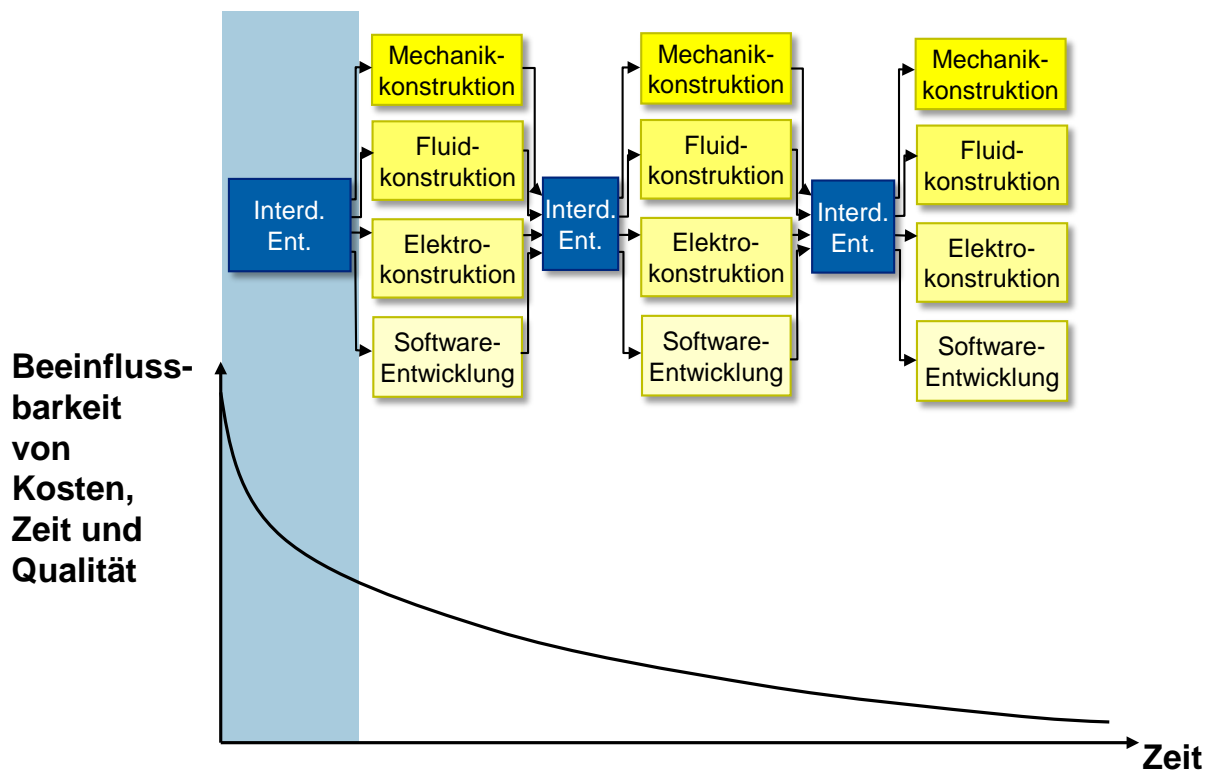 Mechanik-
konstruktion
Mechanik-
konstruktion
Mechanik-
konstruktion
Fluid-
konstruktion
Fluid-
konstruktion
Fluid-
konstruktion
Interd.
Ent.
Interd.
Ent.
Interd.
Ent.
Elektro-
konstruktion
Elektro-
konstruktion
Elektro-
konstruktion
Software-
Entwicklung
Software-
Entwicklung
Software-
Entwicklung
Beeinfluss-
barkeit
von
Kosten,
Zeit und
Qualität
Zeit